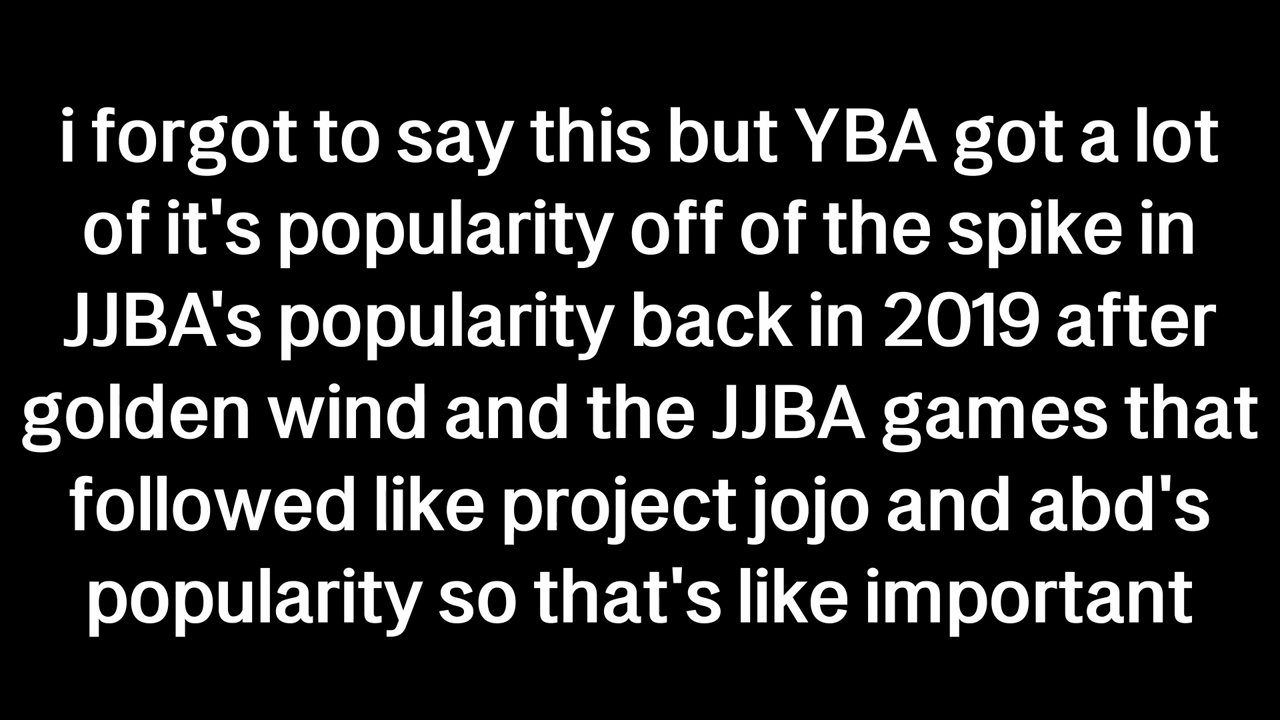 i forgot to say this but YBA got a lot
of it's popularity off of the spike in
JJBA's popularity back in 2019 after
golden wind and the JJBA games that
followed like project jojo and abd's
popularity so that's like important